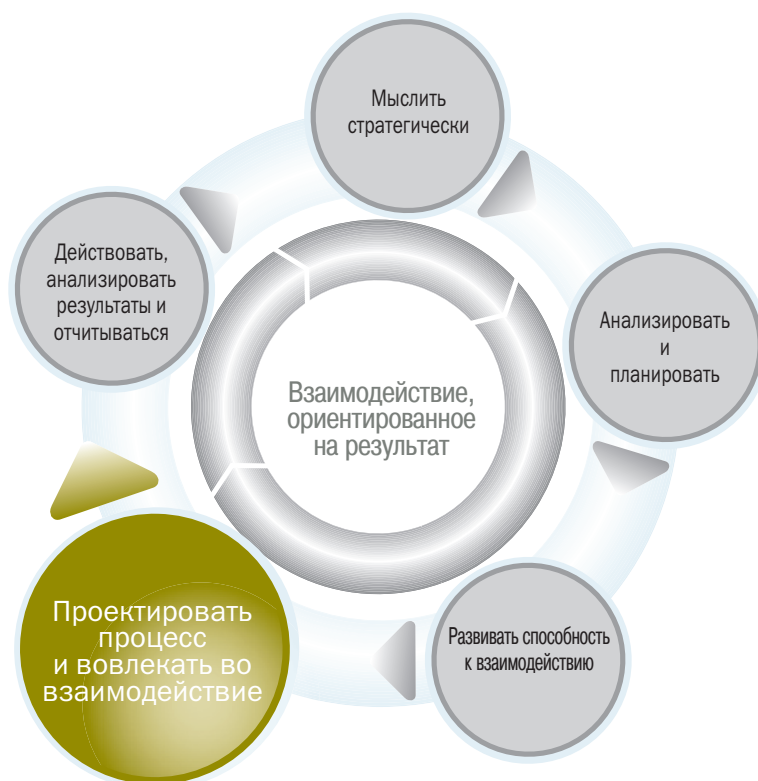 Мыслить
стратегически
Анализировать
и
планировать
Развивать способность
к взаимодействию
Проектировать
процесс
и вовлекать во
взаимодействие
Действовать,
анализировать
результаты и
отчитываться
Взаимодействие,
ориентированное
на результат